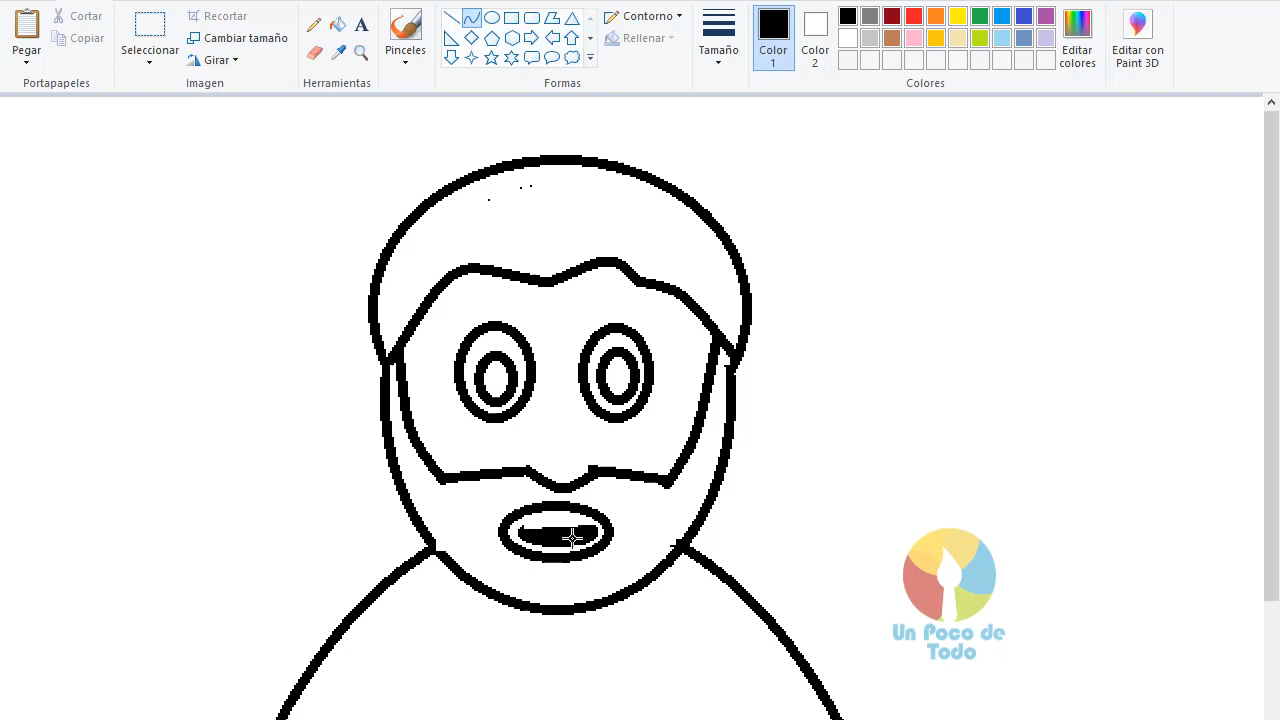 Cortar
Recortar
Contorno
Copiar
Cambiar tamaño
Rellenar
Pegar
Seleccionar
Girar
Pinceles
Tamaño
Color 1
Color 2
Editar colores
Editar con Paint 3D
Portapapeles
Imagen
Herramientas
Formas
Colores
A
Un Poco de
Todo